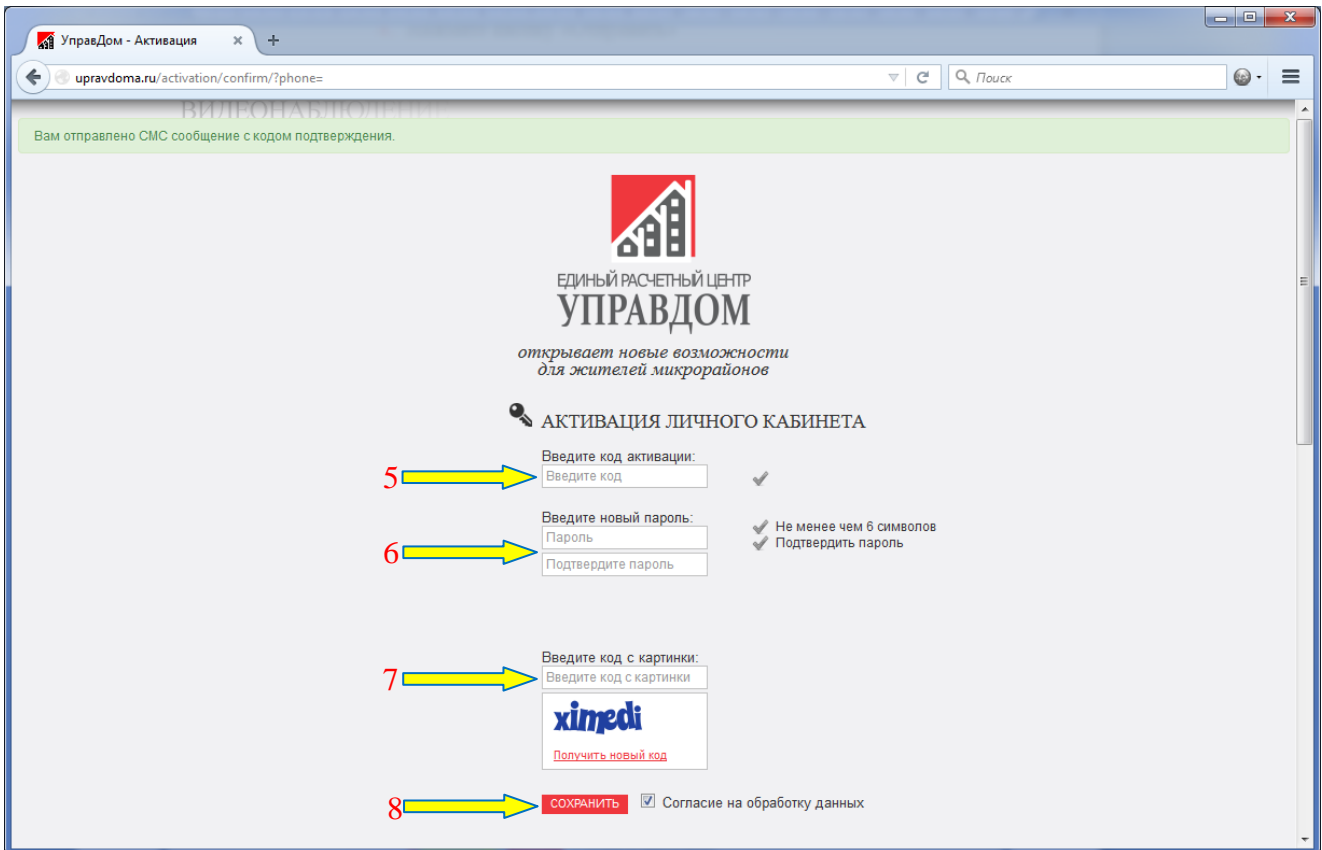 УправДом - Активация
upravdoma.ru/activation/confirm/?phone=
Поиск
ВИДЕОНАБЛЮДЕНИ
Вам отправлено СМС сообщение с кодом подтверждения.
ЕДИНЫЙ РАСЧЕТНЫЙ ЦЕНТР
УПРАВДОМ
открывает новые возможности
для жителей микрорайонов
АКТИВАЦИЯ ЛИЧНОГО КАБИНЕТА
Введите код активации:
5
Введите код
Введите новый пароль:
Пароль
Не менее чем 6 символов
Подтвердить пароль
6
Подтвердите пароль
Введите код с картинки:
7
Введите код с картинки
ximedi
Получить новый код
8
СОХРАНИТЬ
Согласие на обработку данных